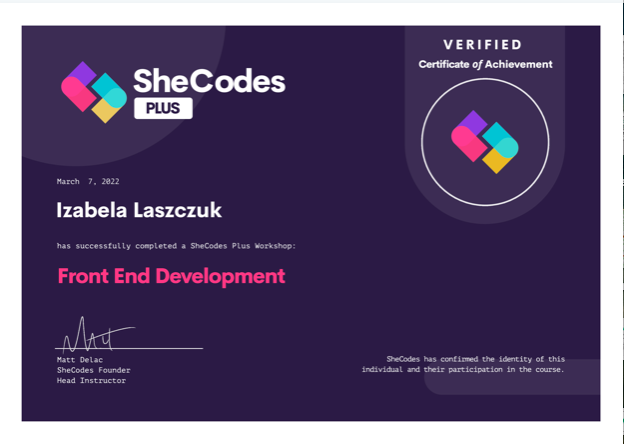 SheCodes
PLUS
VERIFIED
Certificate of Achievement
March 7, 2022
Izabela Laszczuk
has successfully completed a SheCodes Plus Workshop:
Front End Development
Matt Delac
SheCodes Founder
Head Instructor
SheCodes has confirmed the identity of this
individual and their participation in the course.